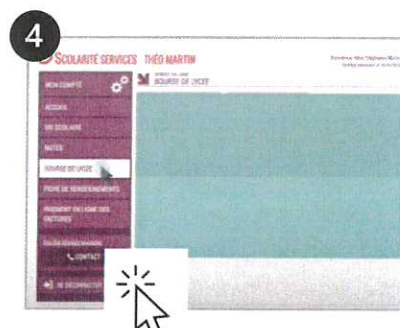 4
SCOLARITÉ SERVICES THÉO MARTIN
BOURSE DE LYCÉE
MON COMPTE
ACCUEIL
VIE SCOLAIRE
NOTES
BOURSE DE LYCÉE
FICHE DE RENSEIGNEMENTS
PAIEMENT EN LIGNE DES
FACTURES
CONTACT
SE DÉCONNECTER